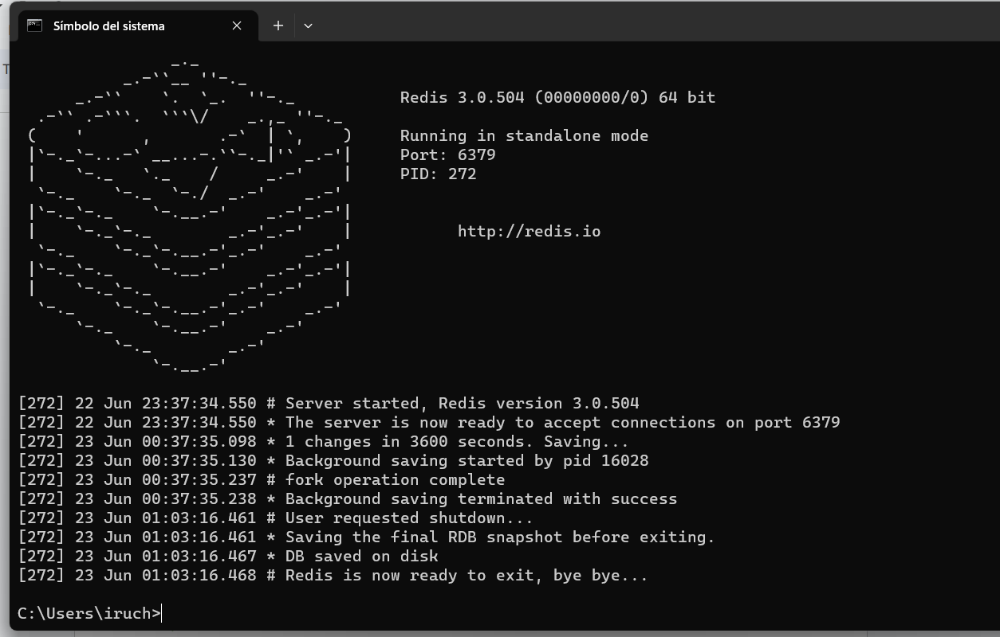 Símbolo del sistema
Redis 3.0.504 (00000000/0) 64 bit
Running in standalone mode
Port: 6379
PID: 272
http://redis.io
[272] 22 Jun 23:37:34.550 # Server started, Redis version 3.0.504
[272] 22 Jun 23:37:34.550 * The server is now ready to accept connections on port 6379
[272] 23 Jun 00:37:35.098 * 1 changes in 3600 seconds. Saving...
[272] 23 Jun 00:37:35.130 * Background saving started by pid 16028
[272] 23 Jun 00:37:35.237 # fork operation complete
[272] 23 Jun 00:37:35.238 * Background saving terminated with success
[272] 23 Jun 01:03:16.461 # User requested shutdown...
[272] 23 Jun 01:03:16.461 * Saving the final RDB snapshot before exiting.
[272] 23 Jun 01:03:16.467 * DB saved on disk
[272] 23 Jun 01:03:16.468 # Redis is now ready to exit, bye bye...
C:\Users\iruch>